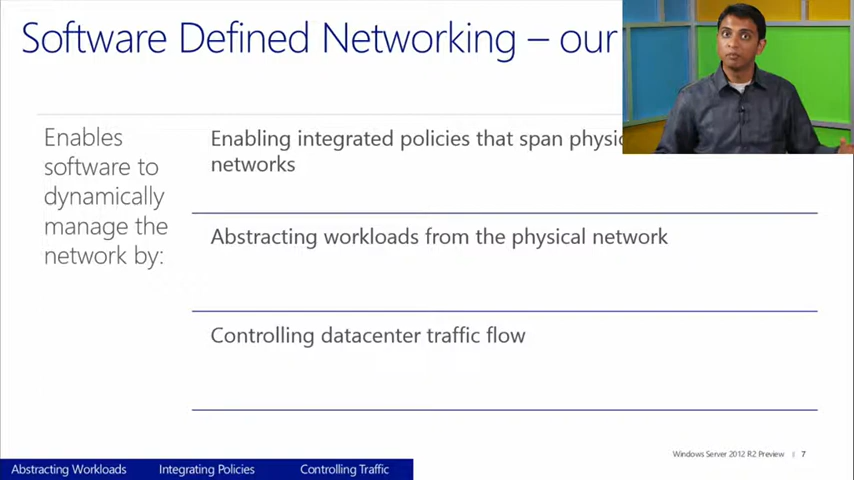 Software Defined Networking – our
Enables
software to
dynamically
manage the
network by:
Enabling integrated policies that span
networks
Abstracting workloads from the physical network
Controlling datacenter traffic flow
Windows Server 2012 R2 Preview | 7
Abstracting Workloads Integrating Policies Controlling Traffic